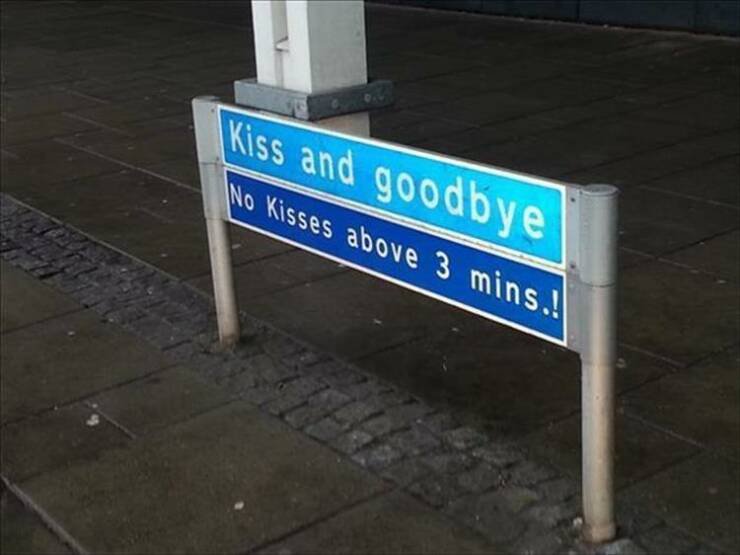 Kiss and goodbye
No Kisses above 3 mins.!